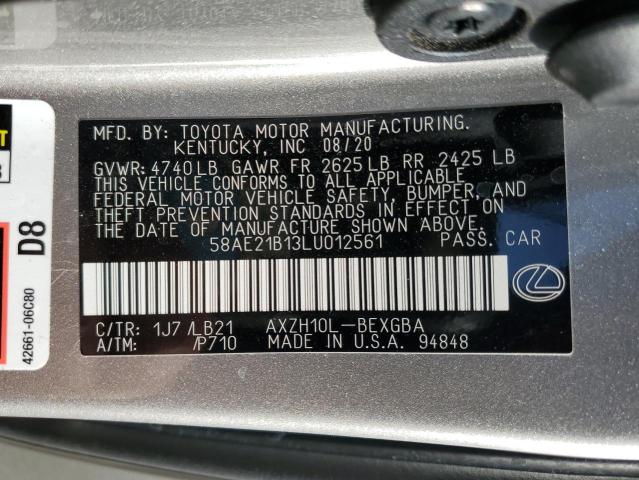 MFD. BY: TOYOTA MOTOR MANUFACTURING.
KENTUCKY, INC 08/20
GVWR: 4740LB GAWR FR 2625LB RR 2425 LB
THIS VEHICLE CONFORMS TO ALL APPLICABLE
FEDERAL MOTOR VEHICLE SAFETY, BUMPER, AND
THEFT PREVENTION STANDARDS IN EFFECT ON
THE DATE OF MANUFACTURE SHOWN ABOVE.
58AE21B13LU012561 PASS. CAR
C/TR: 1J7 /LB21 AXZH10L-BEXGBA
A/TM: /P710 MADE IN U.S.A. 94848
D8
42661-06C80